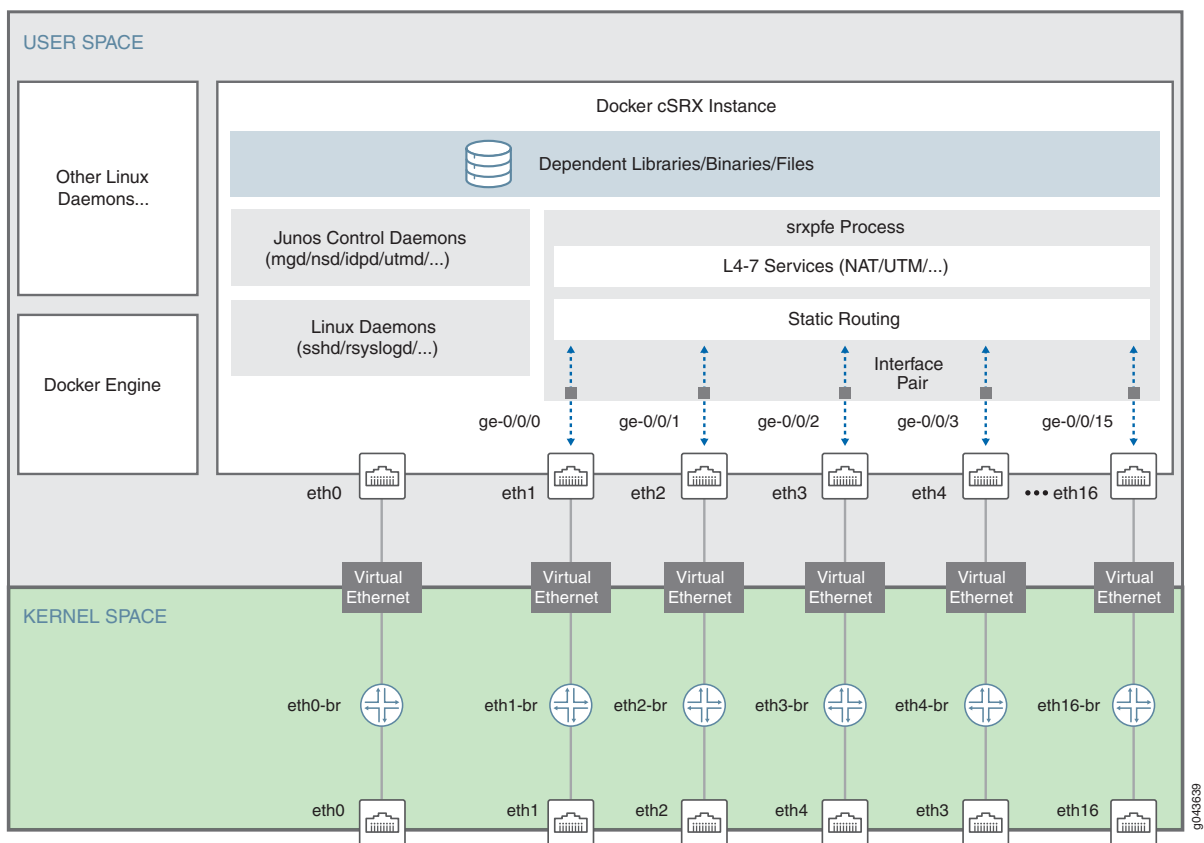 USER SPACE
Other Linux
Daemons...
Docker Engine
Docker cSRX Instance
Dependent Libraries/Binaries/Files
Junos Control Daemons
(mgd/nsd/idpd/utmd/...)
Linux Daemons
(sshd/rsyslogd/...)
srxpfe Process
L4-7 Services (NAT/UTM/...)
Static Routing
Interface
Pair
ge-0/0/0
ge-0/0/1
ge-0/0/2
ge-0/0/3
ge-0/0/15
eth0
eth1
eth2
eth3
eth4
••• eth16
Virtual
Ethernet
Virtual
Ethernet
Virtual
Ethernet
Virtual
Ethernet
Virtual
Ethernet
Virtual
Ethernet
KERNEL SPACE
eth0-br
eth1-br
eth2-br
eth3-br
eth4-br
eth16-br
eth0
eth1
eth2
eth4
eth3
eth16
g043639